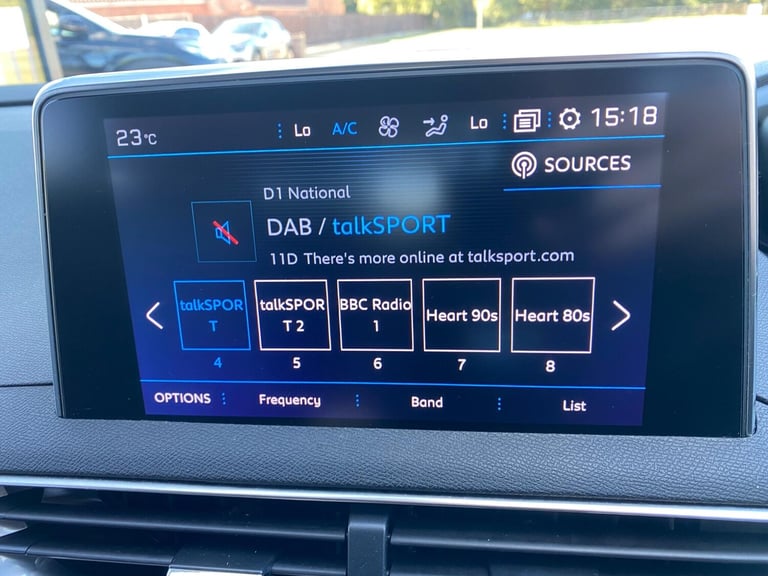 23°C Lo A/C Lo 15:18
SOURCES
D1 National
DAB / talkSPORT
11D There's more online at talksport.com
talkSPOR
T
talkSPOR
T 2
BBC Radio
1
Heart 90s
Heart 80s
4 5 6 7 8
OPTIONS Frequency Band List